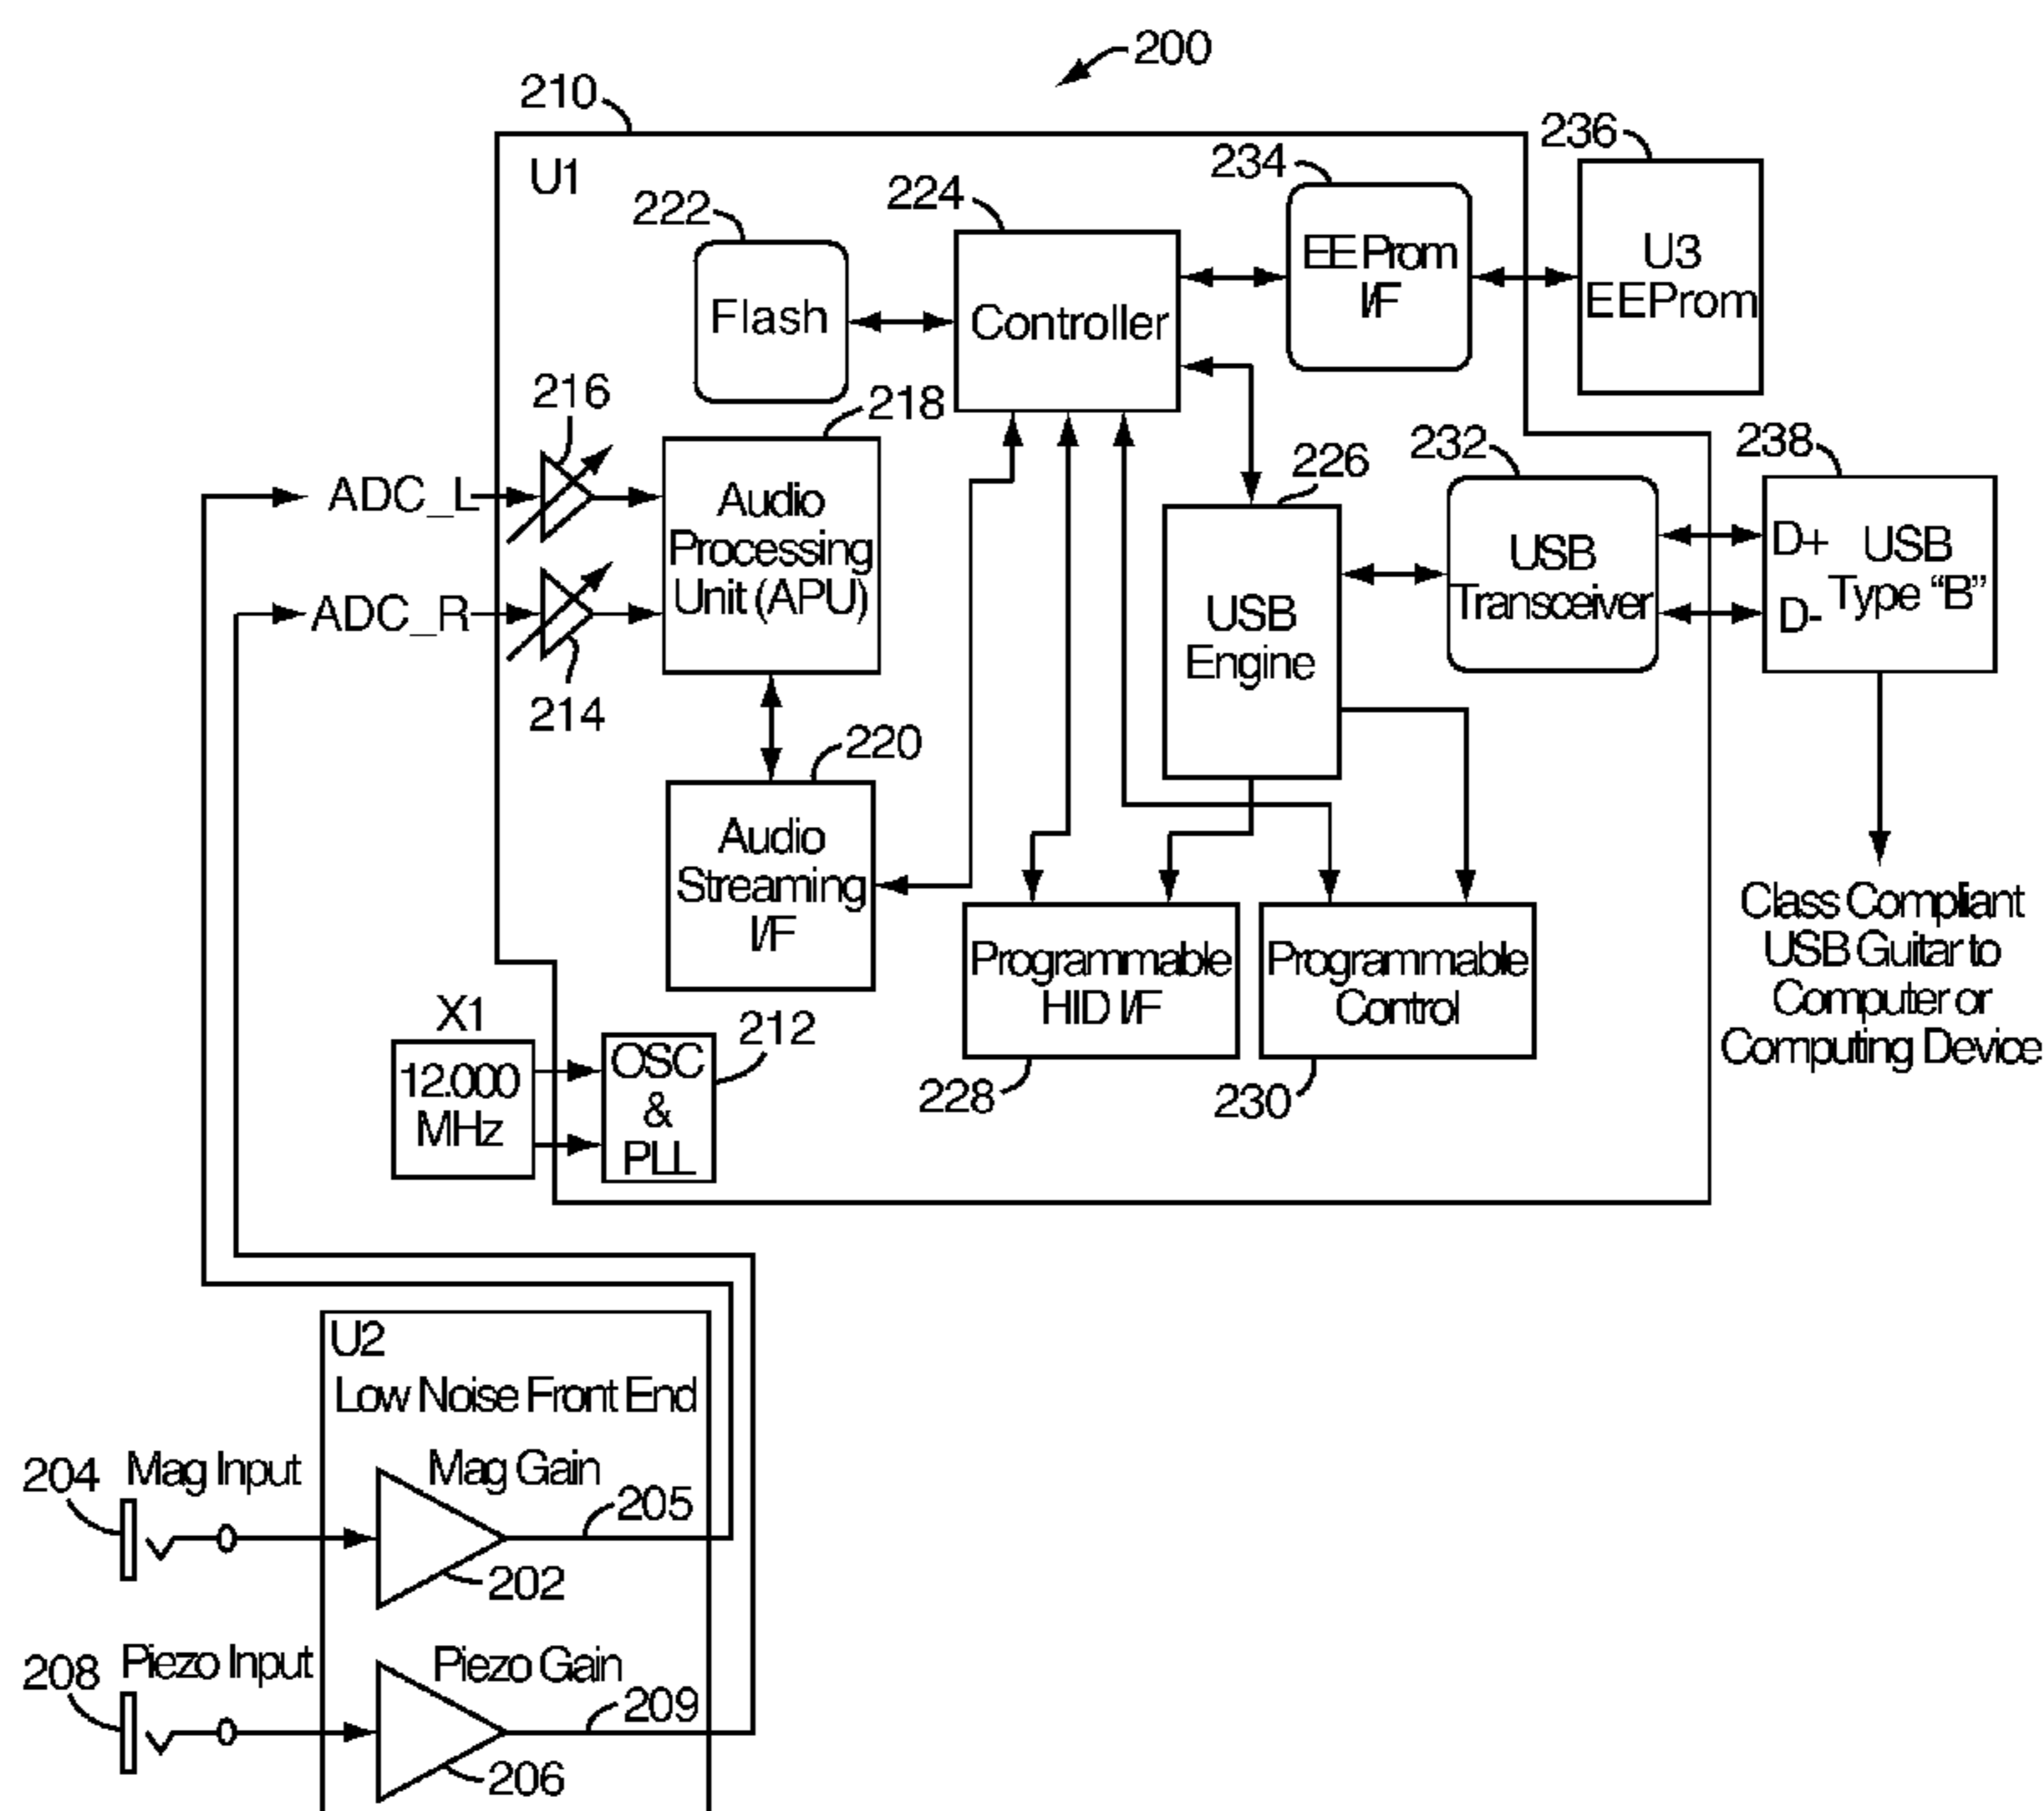 200
210
U1
236
234
224
222
EEProm
I/F
U3
EEProm
Flash
Controller
216
218
232
238
226
ADC_L
Audio
Processing
Unit (APU)
USB
Transceiver
D+
USB
Type “B”
D-
ADC_R
USB
Engine
214
220
Audio
Streaming
I/F
Class Compliant
USB Guitar to
Computer or
Computing Device
Programmable
HID I/F
Programmable
Control
X1
212
12.000
MHz
OSC
&
PLL
228
230
U2
Low Noise Front End
204
Mag Input
Mag Gain
205
202
208
Piezo Input
Piezo Gain
209
206